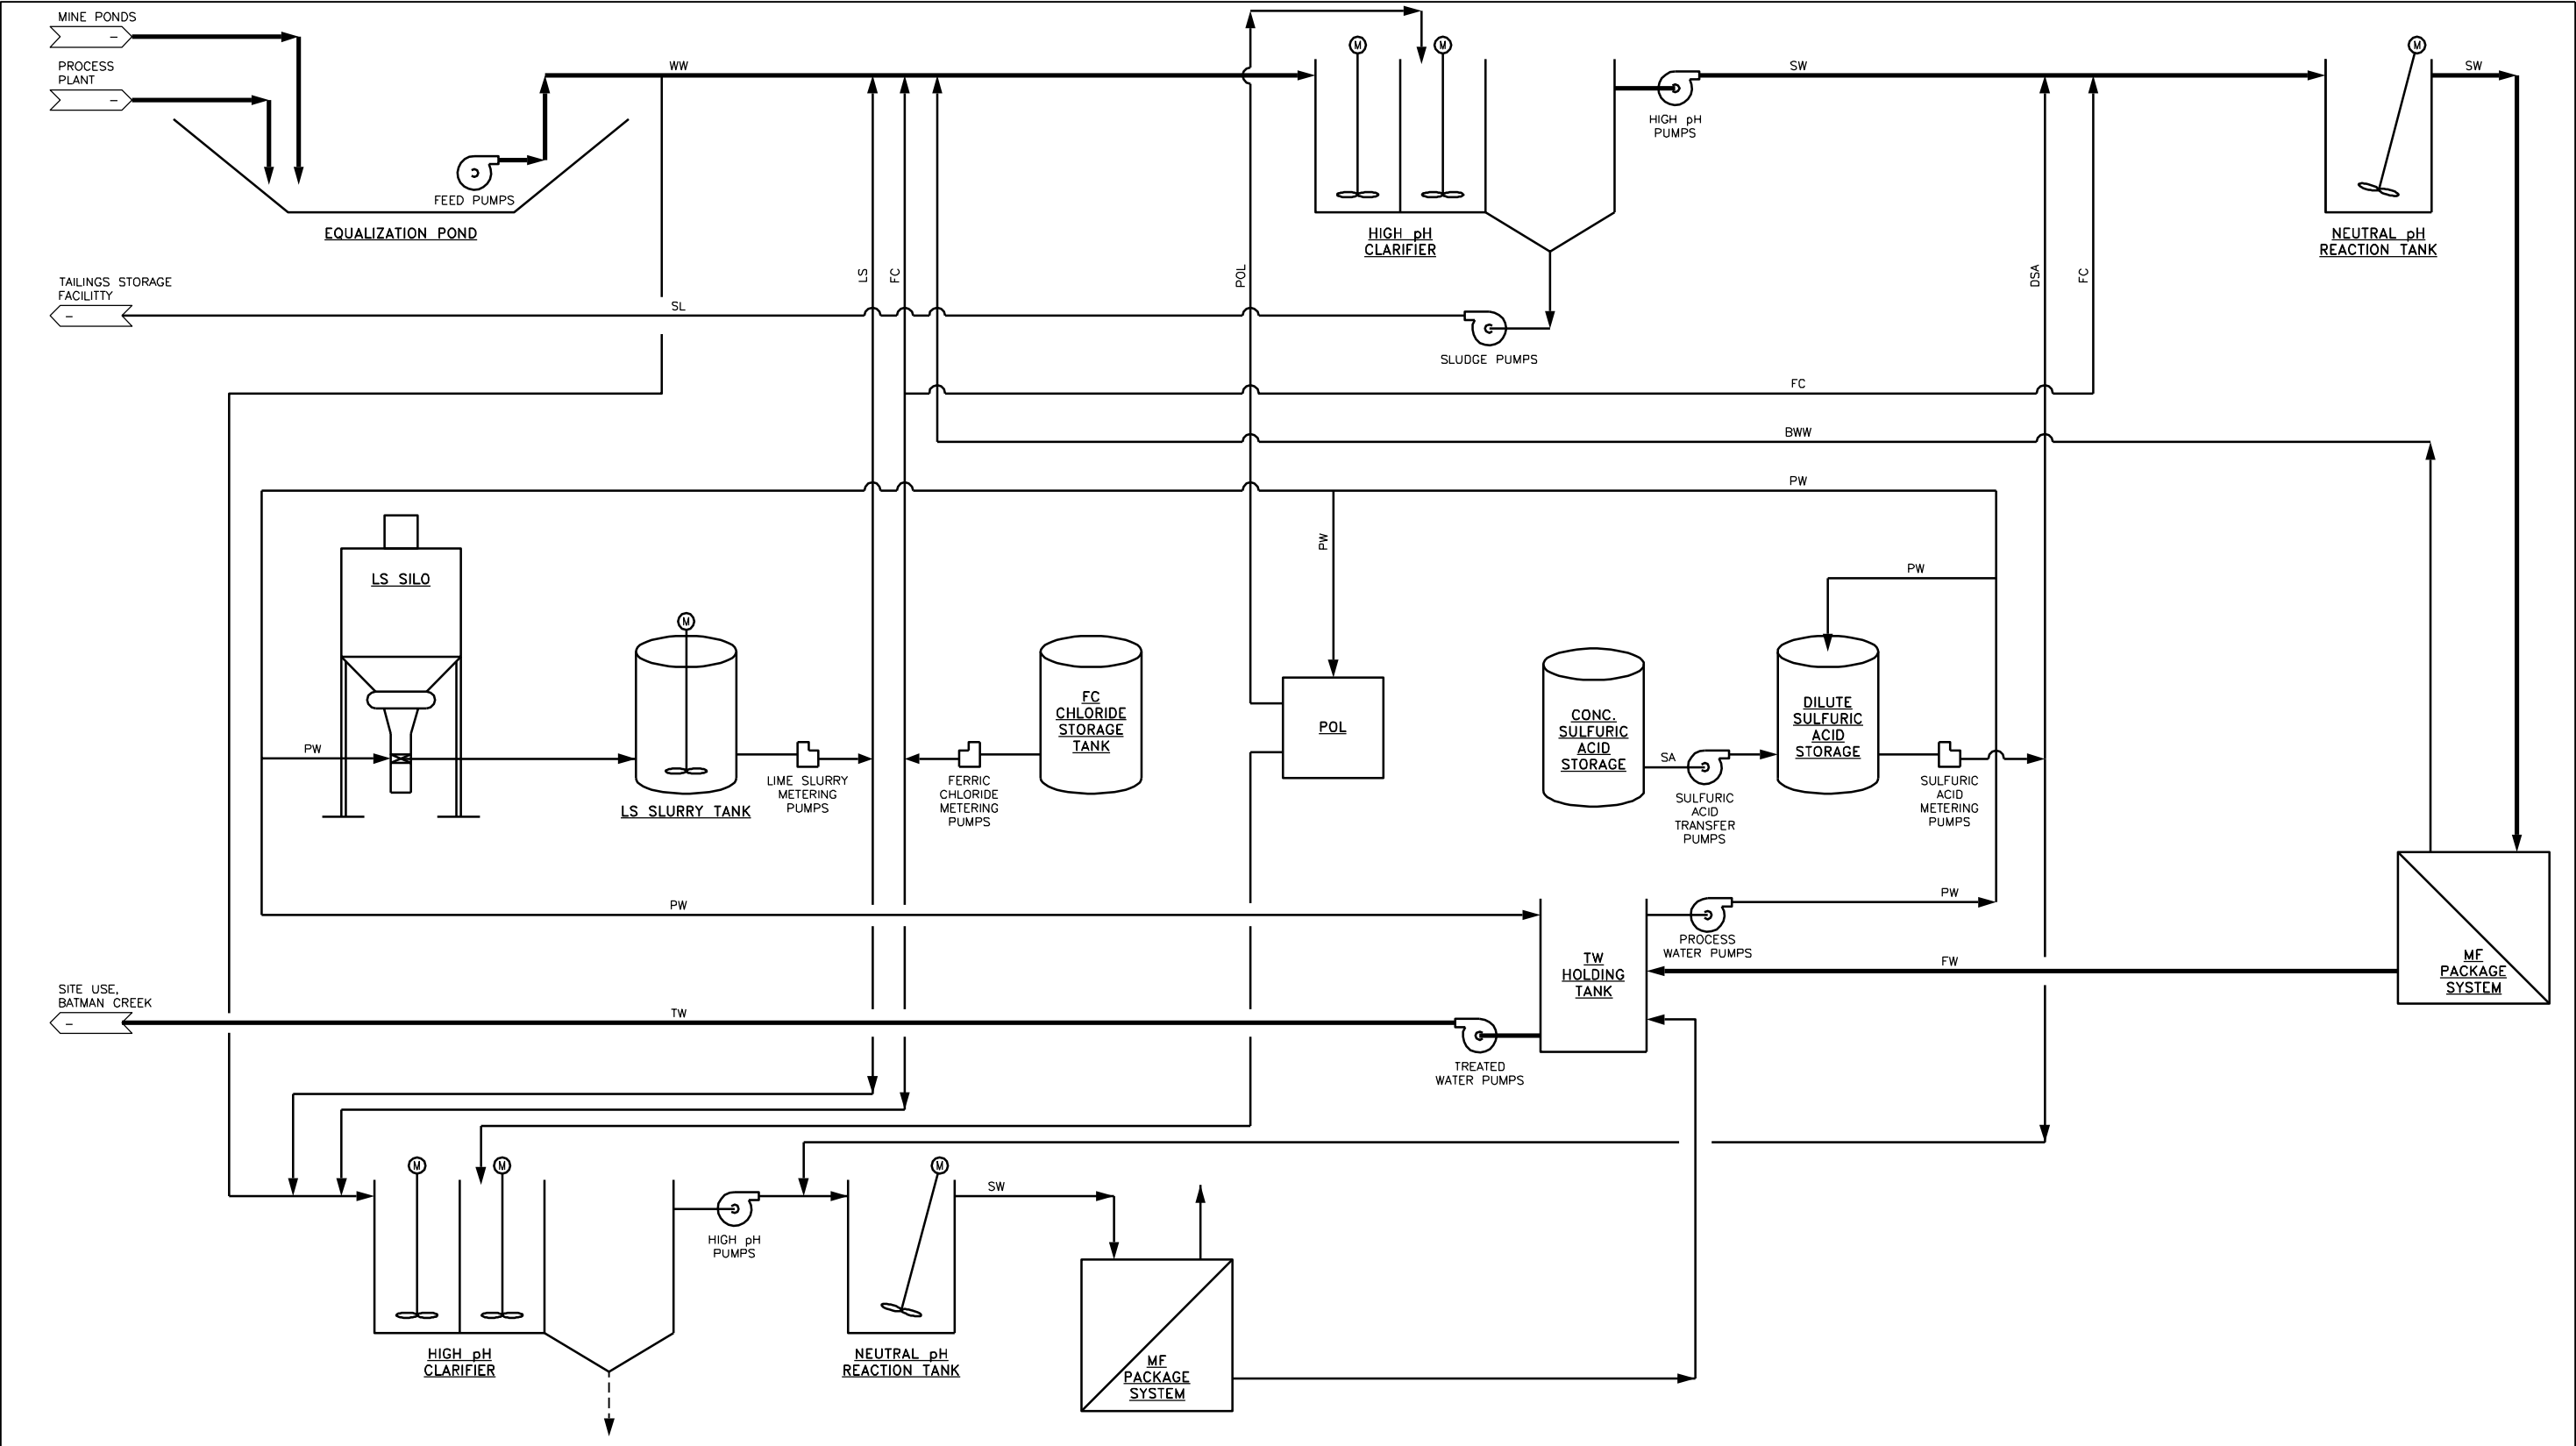 MINE PONDS
-
PROCESS
PLANT
-
WW
FEED PUMPS
EQUALIZATION POND
M
M
HIGH pH
CLARIFIER
HIGH pH
PUMPS
SW
M
SW
NEUTRAL pH
REACTION TANK
TAILINGS STORAGE
FACILITTY
-
SL
LS
FC
POL
SLUDGE PUMPS
DSA
FC
FC
BWW
PW
PW
PW
LS SILO
PW
M
LS SLURRY TANK
LIME SLURRY
METERING
PUMPS
FERRIC
CHLORIDE
METERING
PUMPS
FC
CHLORIDE
STORAGE
TANK
POL
CONC.
SULFURIC
ACID
STORAGE
SA
SULFURIC
ACID
TRANSFER
PUMPS
DILUTE
SULFURIC
ACID
STORAGE
SULFURIC
ACID
METERING
PUMPS
PW
PW
PROCESS
WATER PUMPS
TW
HOLDING
TANK
FW
MF
PACKAGE
SYSTEM
SITE USE,
BATMAN CREEK
-
TW
TREATED
WATER PUMPS
M
M
HIGH pH
CLARIFIER
HIGH pH
PUMPS
M
SW
NEUTRAL pH
REACTION TANK
MF
PACKAGE
SYSTEM